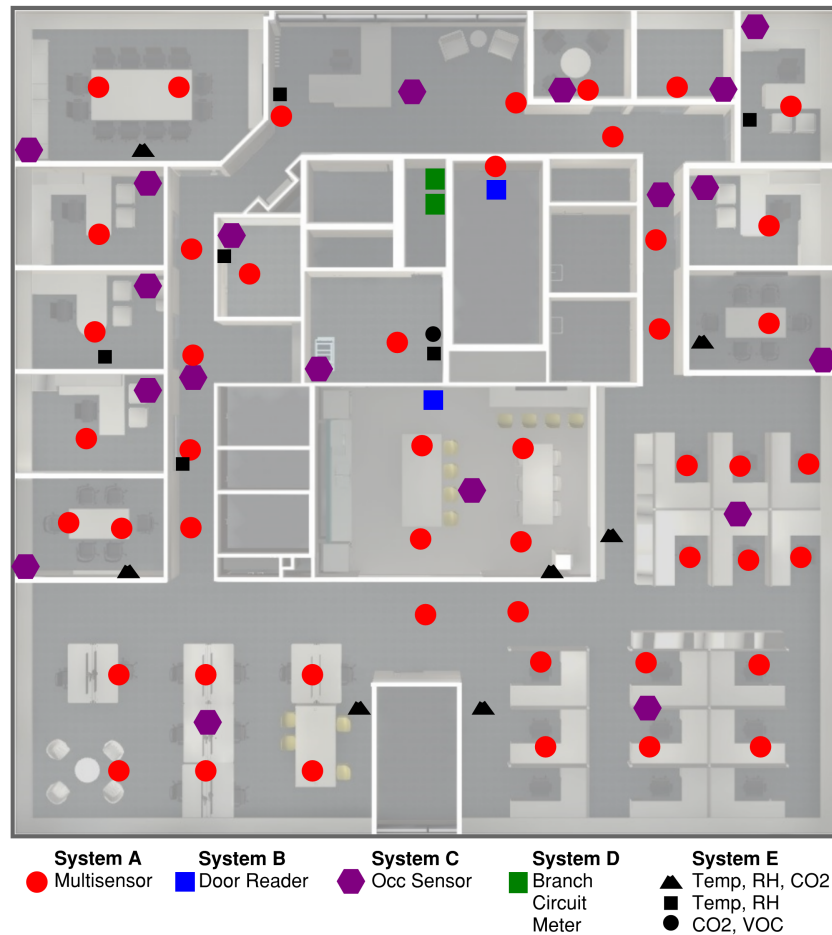 System A
Multisensor
System B
Door Reader
System C
Occ Sensor
System D
Branch
Circuit
Meter
System E
Temp, RH, CO2
Temp, RH
CO2, VOC